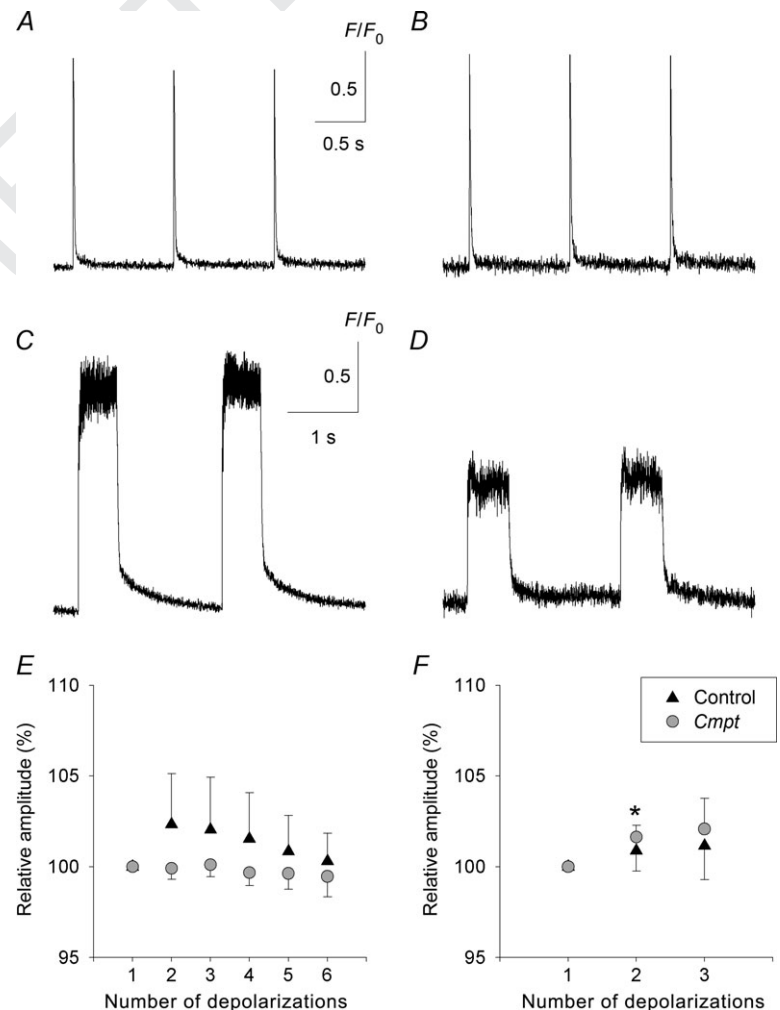 A
F/F0
0.5
0.5 s
B
C
F/F0
0.5
1 s
D
E
110
105
100
95
Relative amplitude (%)
1 2 3 4 5 6
Number of depolarizations
F
110
105
100
95
Relative amplitude (%)
Control
Cmpt
*
1 2 3
Number of depolarizations